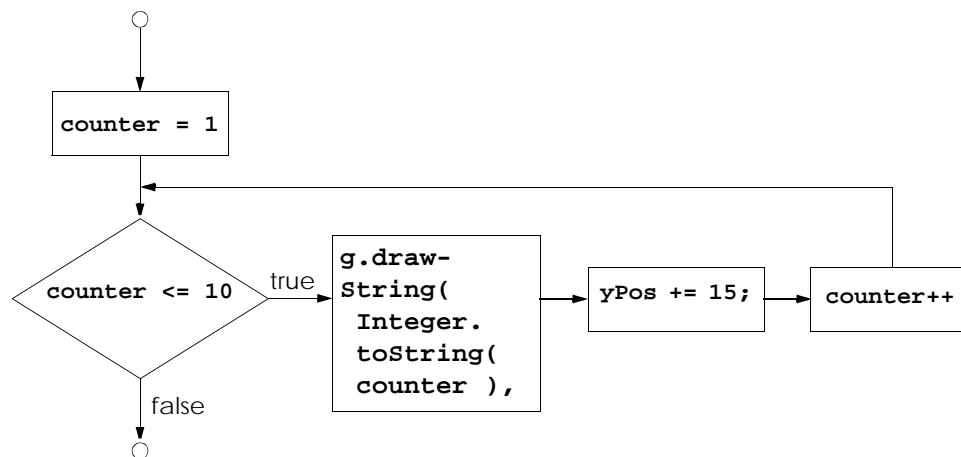 counter = 1
counter <= 10
true
g.draw-
String(
Integer.
toString(
counter ),
yPos += 15;
counter++
false